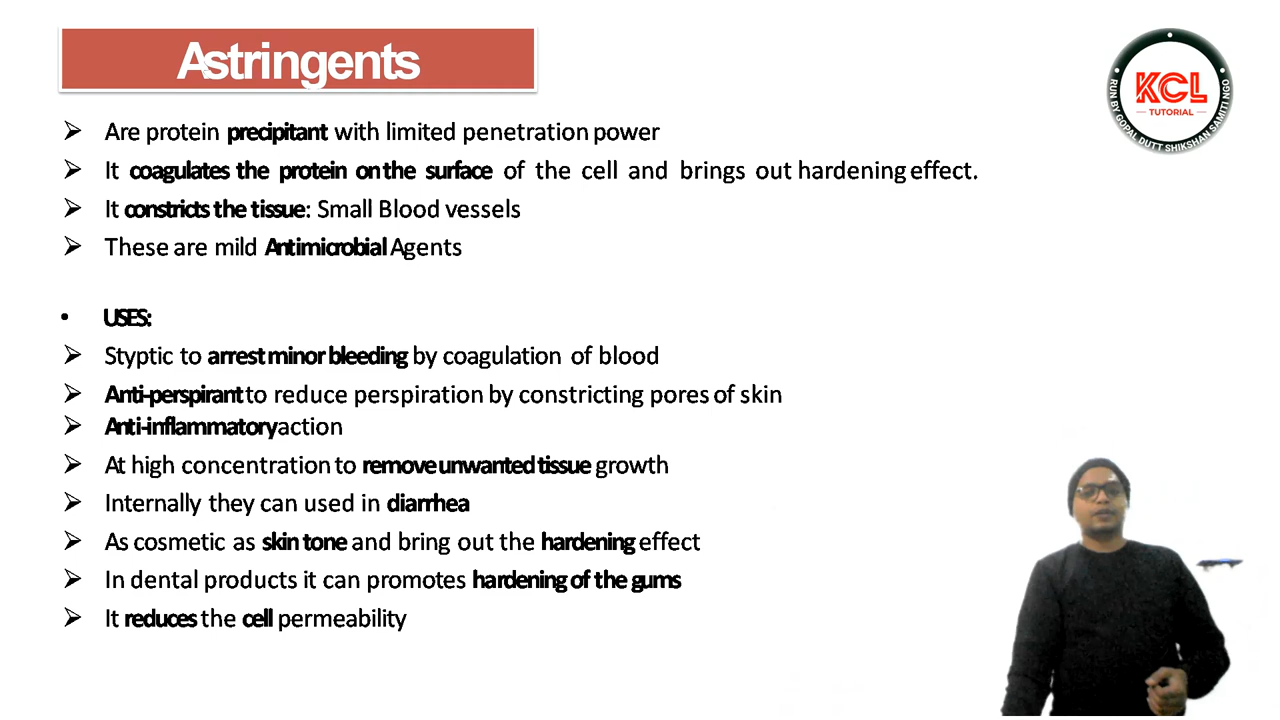 Astringents
KCL
TUTORIAL
RUN BY GOPAL DUTT SHIKSHAN SAMITI NGO
➢ Are protein precipitant with limited penetration power
➢ It coagulates the protein on the surface of the cell and brings out hardening effect.
➢ It constricts the tissue: Small Blood vessels
➢ These are mild Antimicrobial Agents
• USES:
➢ Styptic to arrest minor bleeding by coagulation of blood
➢ Anti-perspirant to reduce perspiration by constricting pores of skin
➢ Anti-inflammatory action
➢ At high concentration to remove unwanted tissue growth
➢ Internally they can used in diarrhea
➢ As cosmetic as skin tone and bring out the hardening effect
➢ In dental products it can promotes hardening of the gums
➢ It reduces the cell permeability